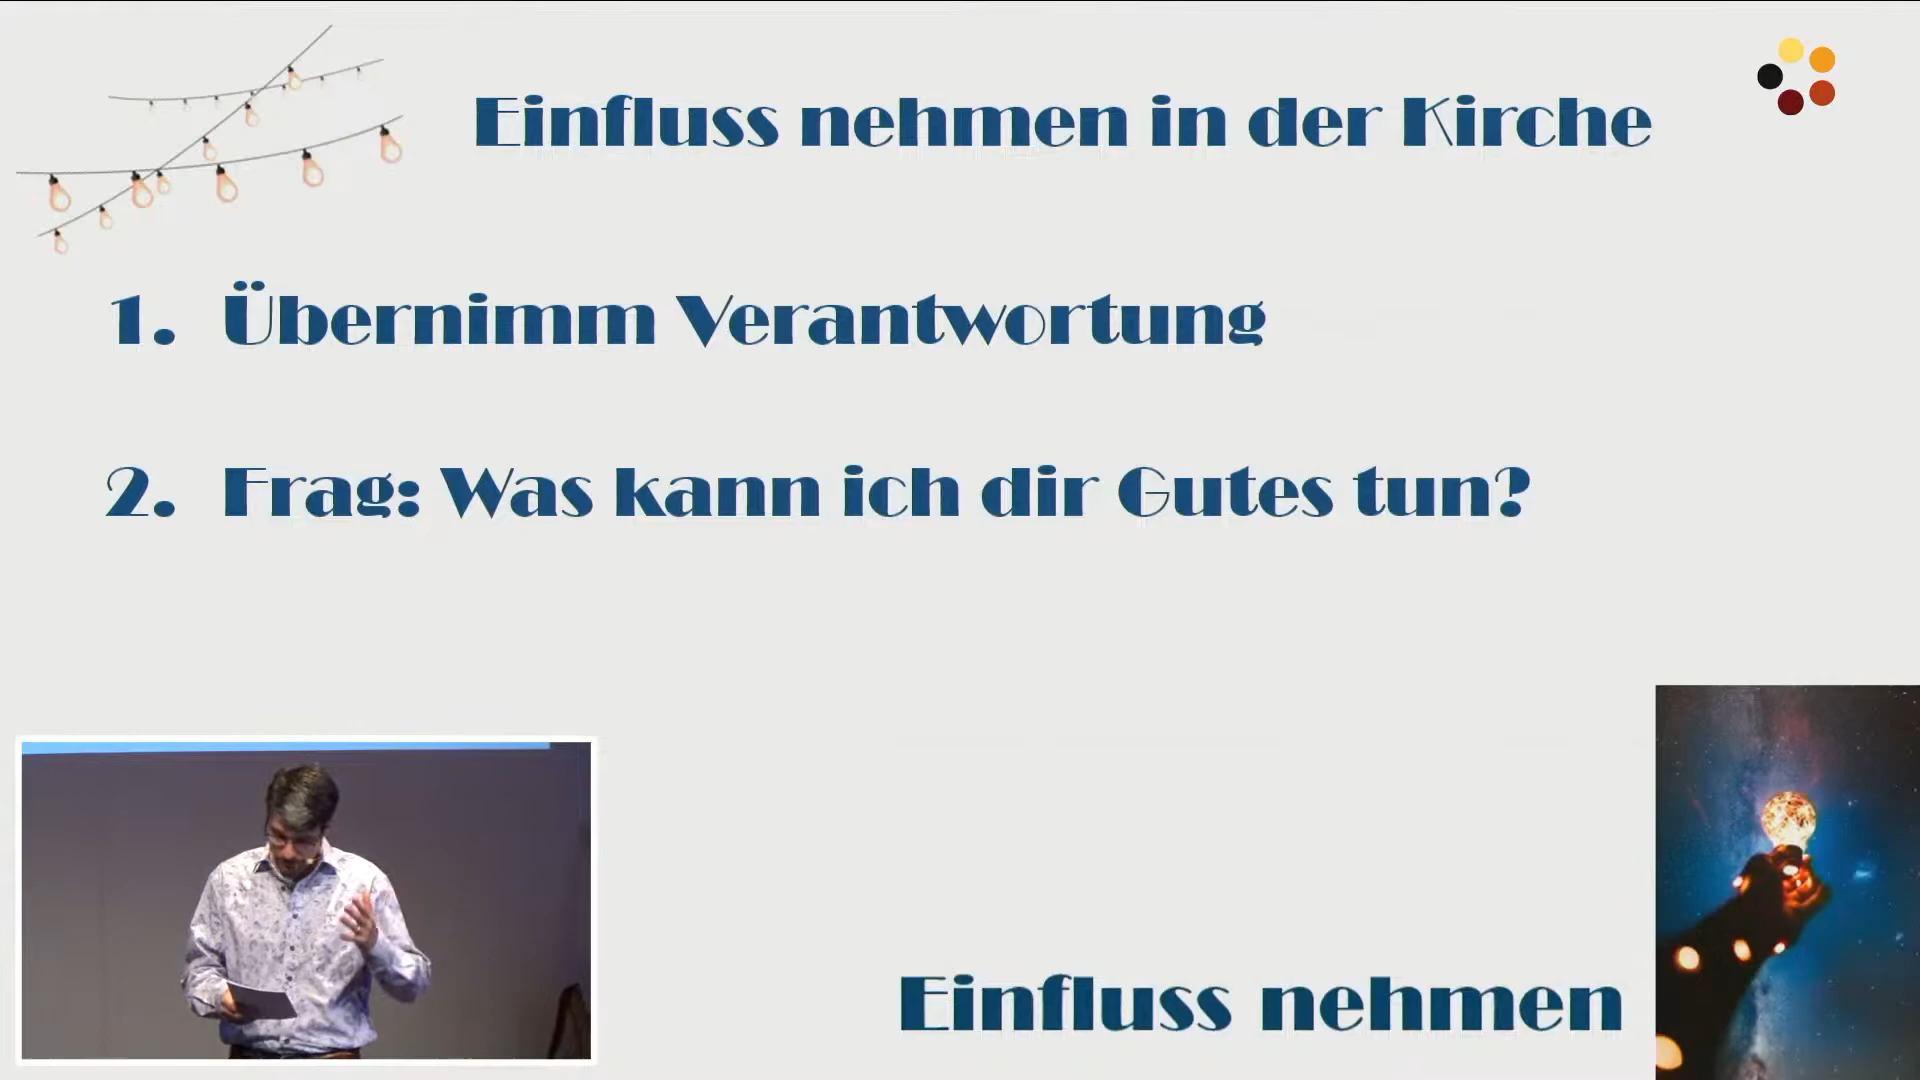 Einfluss nehmen in der Kirche
1. Übernimm Verantwortung
2. Frag: Was kann ich dir Gutes tun?
Einfluss nehmen